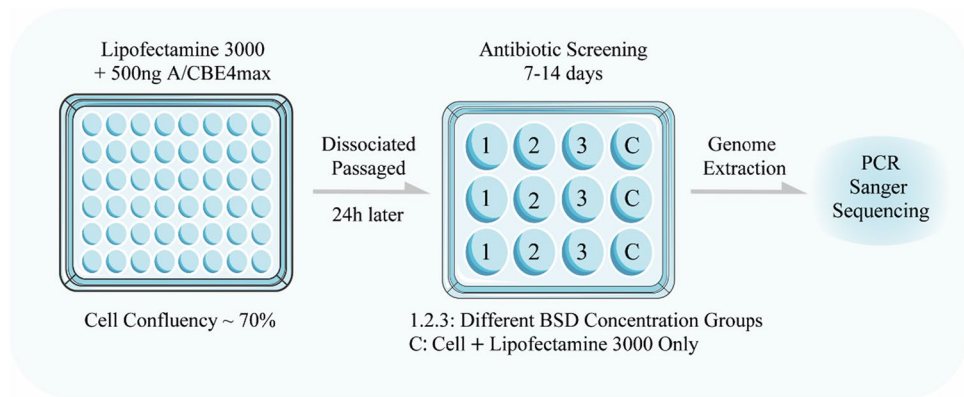 Lipofectamine 3000
+ 500ng A/CBE4max
Cell Confluency ~ 70%
Dissociated
Passaged
24h later
Antibiotic Screening
7-14 days
1 2 3 C
1 2 3 C
1 2 3 C
1.2.3: Different BSD Concentration Groups
C: Cell + Lipofectamine 3000 Only
Genome
Extraction
PCR
Sanger
Sequencing